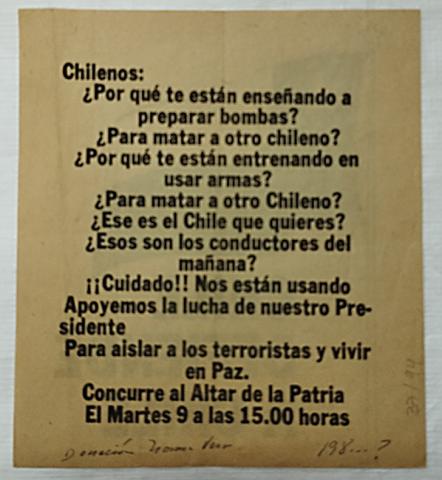 Chilenos:
¿Por qué te están enseñando a
preparar bombas?
¿Para matar a otro chileno?
¿Por qué te están entrenando en
usar armas?
¿Para matar a otro Chileno?
¿Ese es el Chile que quieres?
¿Esos son los conductores del
mañana?
¡¡Cuidado!! Nos están usando
Apoyemos la lucha de nuestro Pre-
sidente
Para aislar a los terroristas y vivir
en Paz.
Concurre al Altar de la Patria
El Martes 9 a las 15.00 horas
Donación
198...?